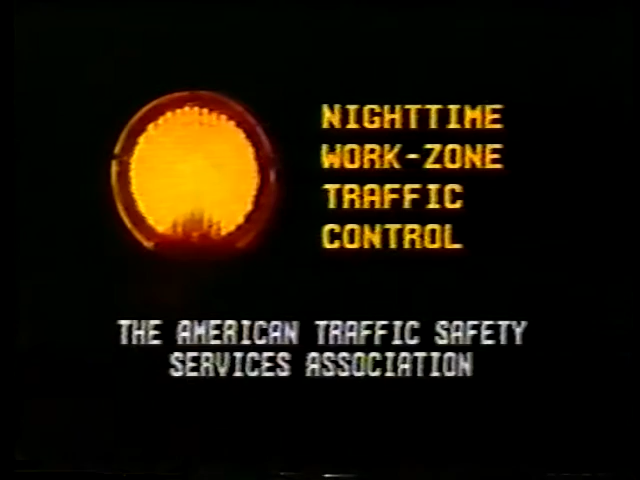 NIGHTTIME
WORK-ZONE
TRAFFIC
CONTROL
THE AMERICAN TRAFFIC SAFETY
SERVICES ASSOCIATION